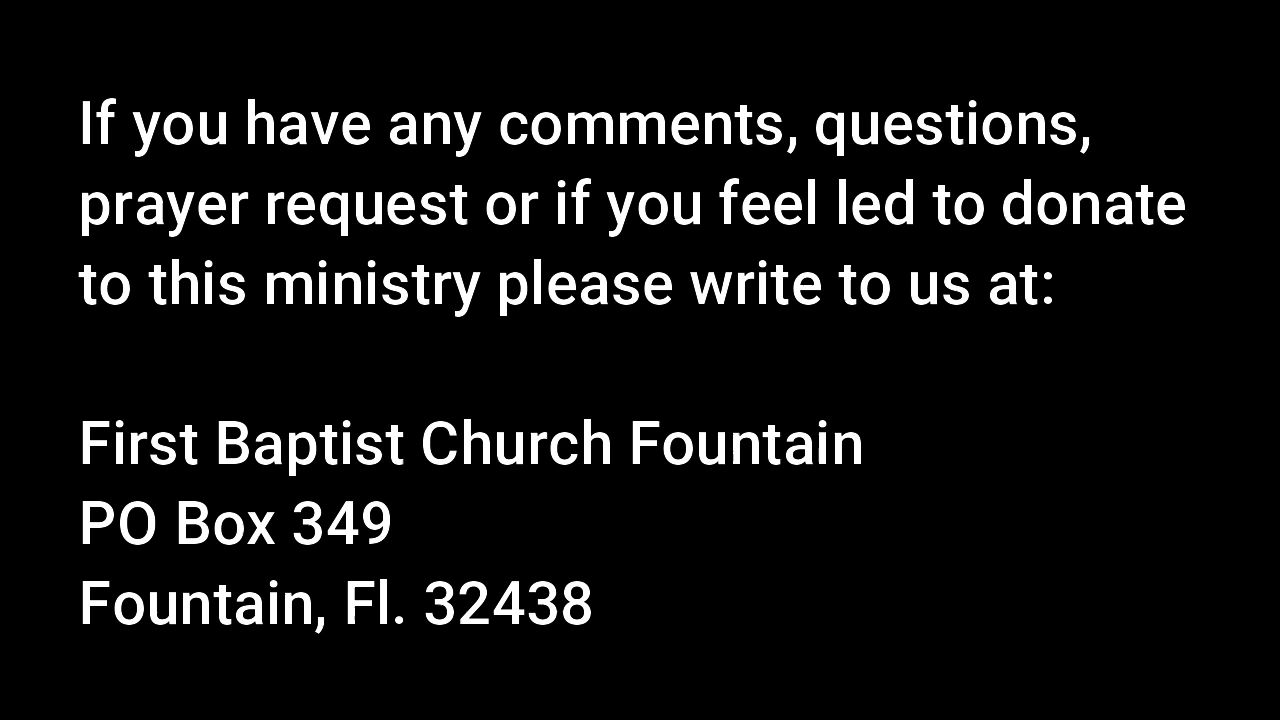 If you have any comments, questions,
prayer request or if you feel led to donate
to this ministry please write to us at:
First Baptist Church Fountain
PO Box 349
Fountain, Fl. 32438